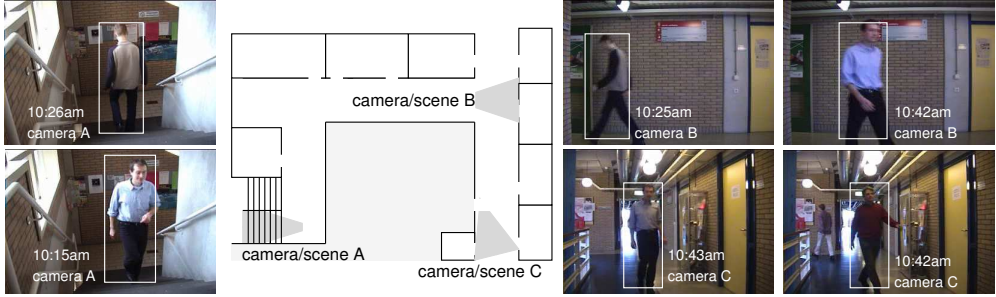 10:26am
camera A
10:15am
camera A
camera/scene B
camera/scene A
camera/scene C
10:25am
camera B
10:42am
camera B
10:43am
camera C
10:42am
camera C